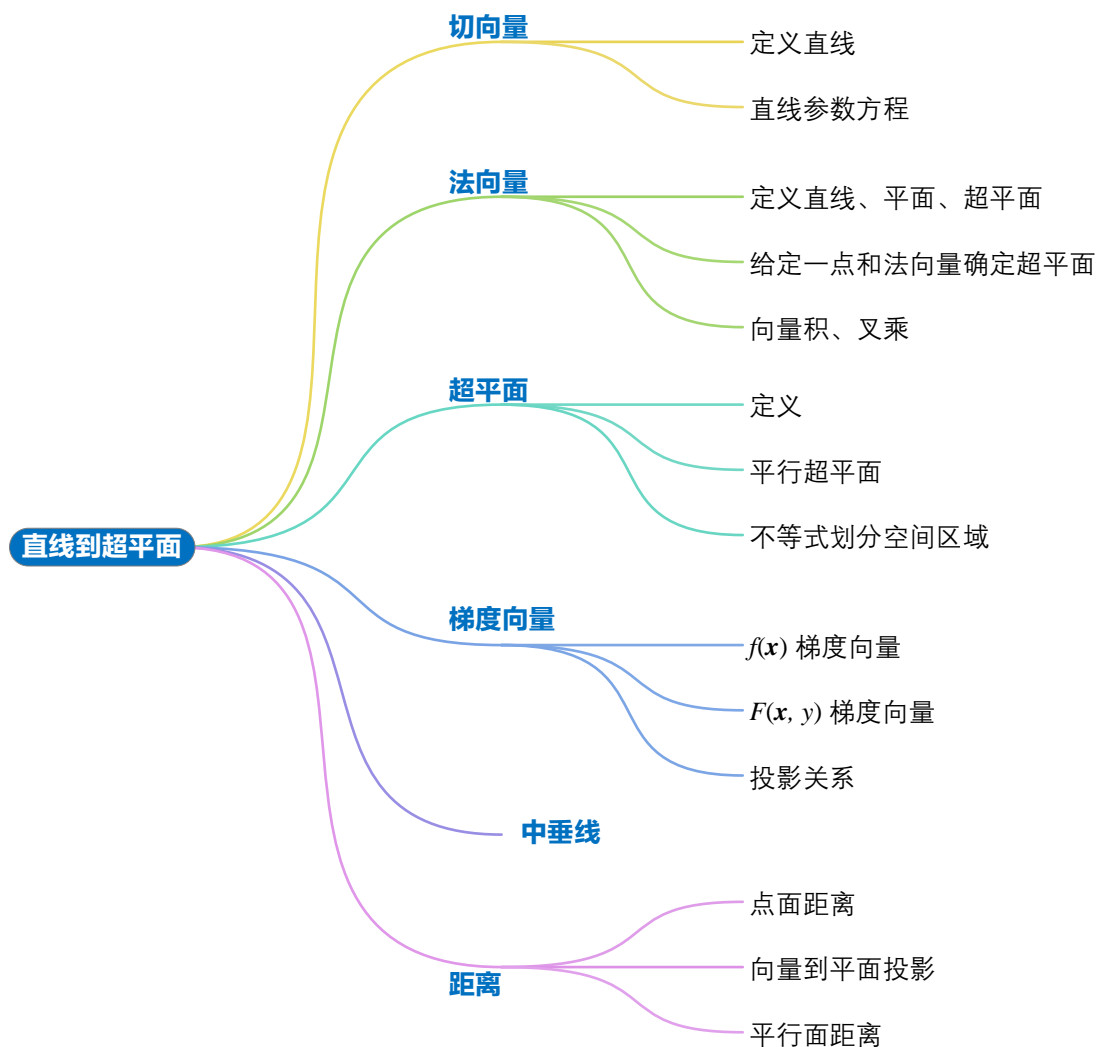 直线到超平面
切向量
定义直线
直线参数方程
法向量
定义直线、平面、超平面
给定一点和法向量确定超平面
向量积、叉乘
超平面
定义
平行超平面
不等式划分空间区域
梯度向量
f(x) 梯度向量
F(x, y) 梯度向量
投影关系
中垂线
距离
点面距离
向量到平面投影
平行面距离